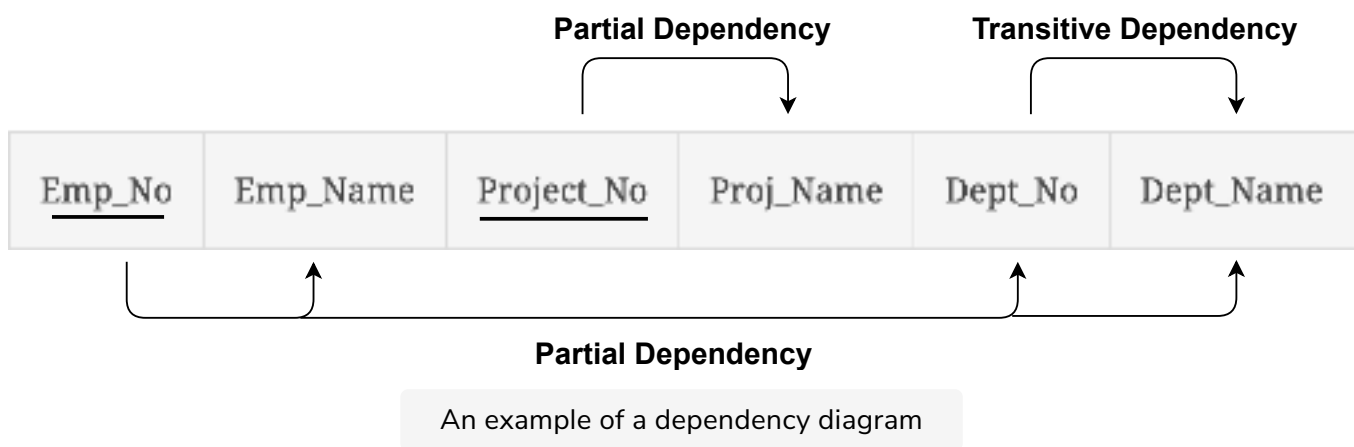 Partial Dependency Transitive Dependency
Emp_No Emp_Name Project_No Proj_Name Dept_No Dept_Name
Partial Dependency
An example of a dependency diagram